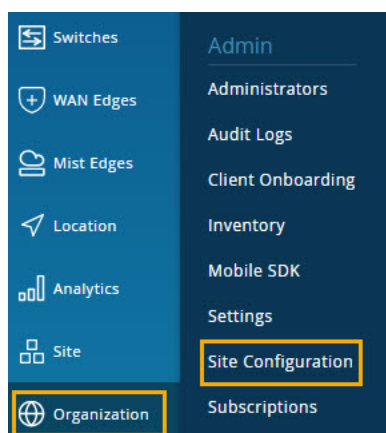 Switches
WAN Edges
Mist Edges
Location
Analytics
Site
Organization
Admin
Administrators
Audit Logs
Client Onboarding
Inventory
Mobile SDK
Settings
Site Configuration
Subscriptions